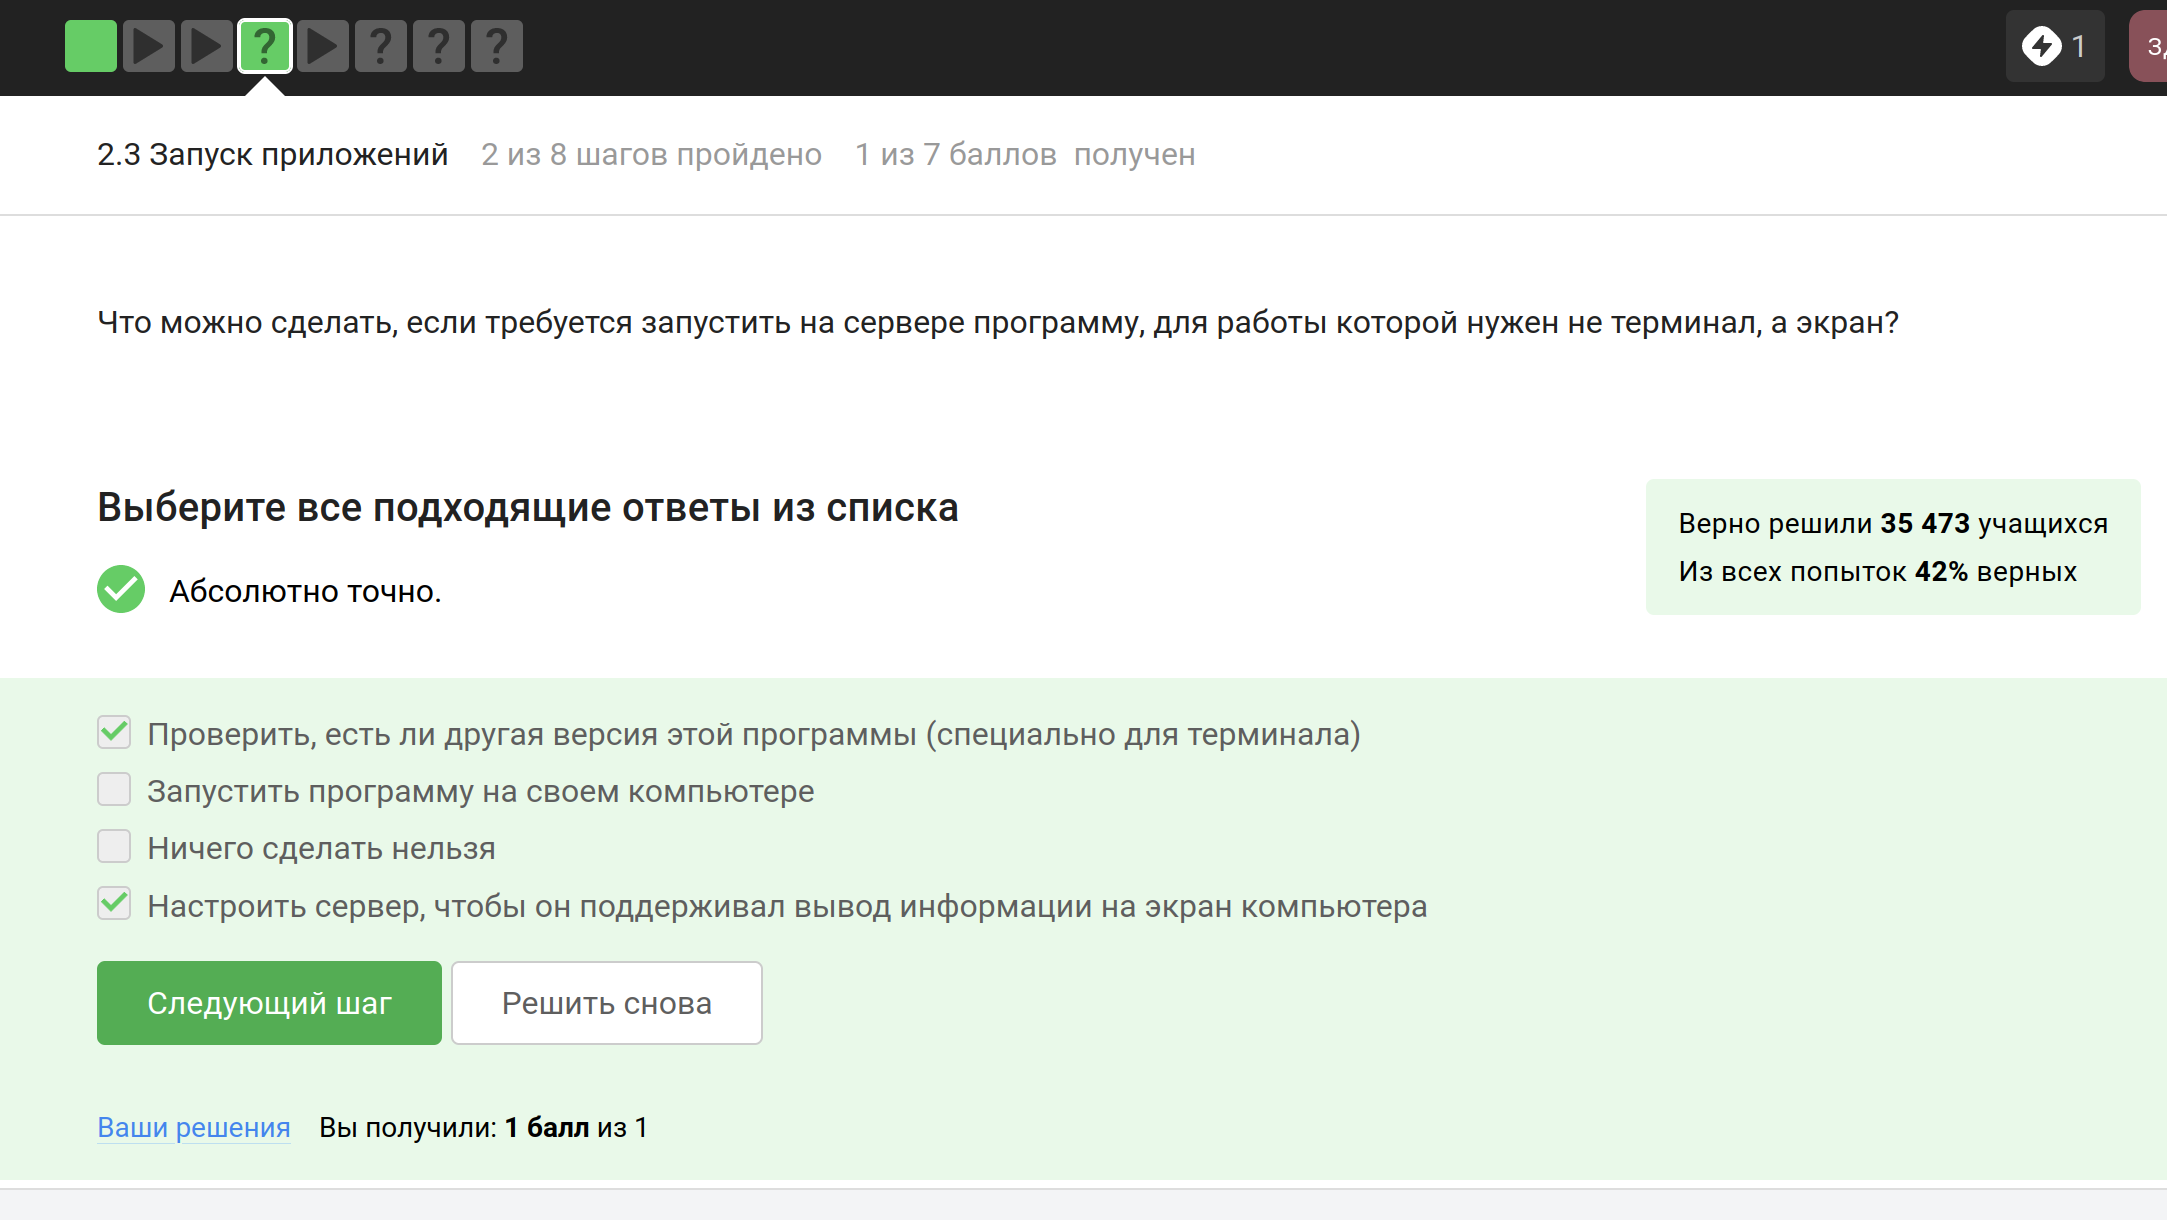 ? ? ? ?
1
2.3 Запуск приложений 2 из 8 шагов пройдено 1 из 7 баллов получен
Что можно сделать, если требуется запустить на сервере программу, для работы которой нужен не терминал, а экран?
Выберите все подходящие ответы из списка
Абсолютно точно.
Верно решили 35 473 учащихся
Из всех попыток 42% верных
Проверить, есть ли другая версия этой программы (специально для терминала)
Запустить программу на своем компьютере
Ничего сделать нельзя
Настроить сервер, чтобы он поддерживал вывод информации на экран компьютера
Следующий шаг Решить снова
Ваши решения Вы получили: 1 балл из 1